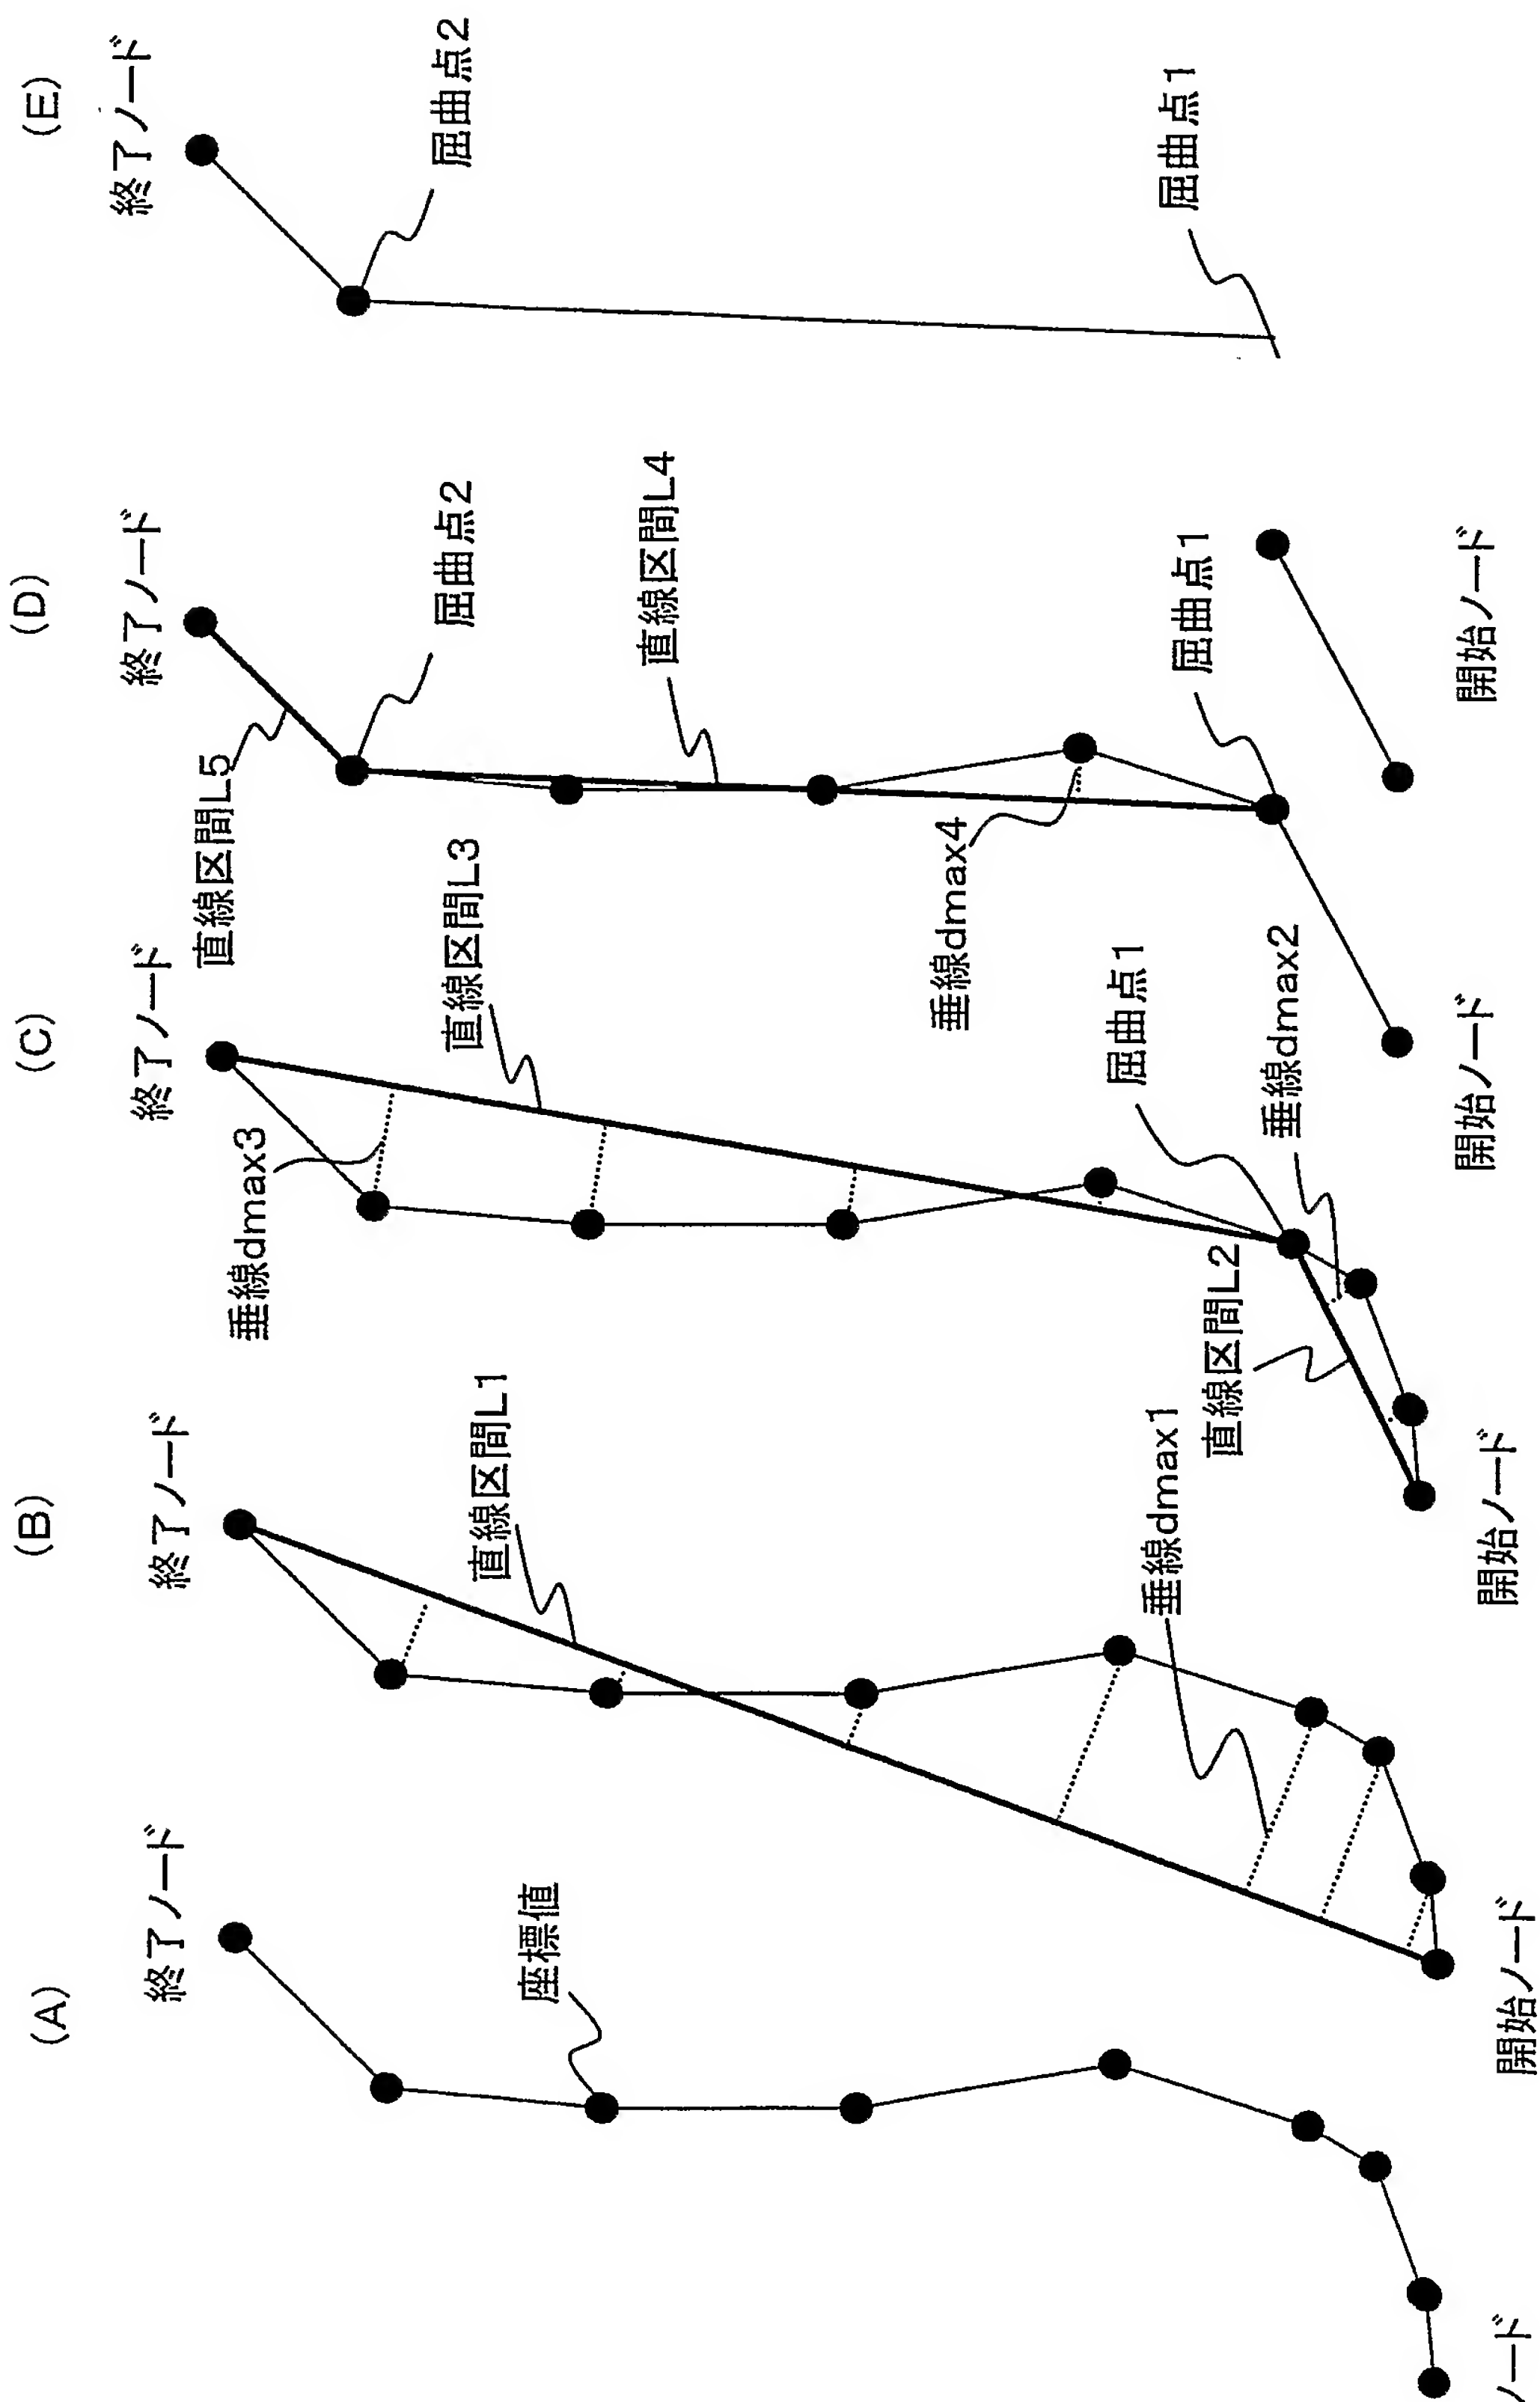 (A)
終了ノード
座標値
ノード
(B)
終了ノード
直線区間L1
垂線dmax1
開始ノード
(C)
終了ノード
直線区間L3
垂線dmax3
屈曲点1
垂線dmax2
直線区間L2
開始ノード
(D)
終了ノード
直線区間L5
屈曲点2
直線区間L4
垂線dmax4
屈曲点1
開始ノード
(E)
終了ノード
屈曲点2
屈曲点1
開始ノード